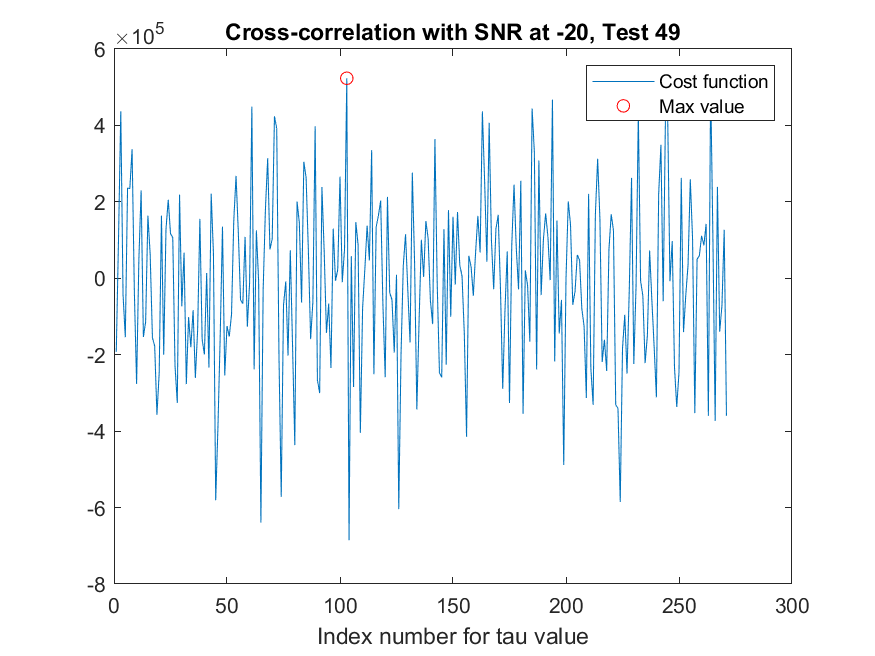 Cross-correlation with SNR at -20, Test 49
×10^5
6
4
2
0
-2
-4
-6
-8
Cost function
Max value
0 50 100 150 200 250 300
Index number for tau value